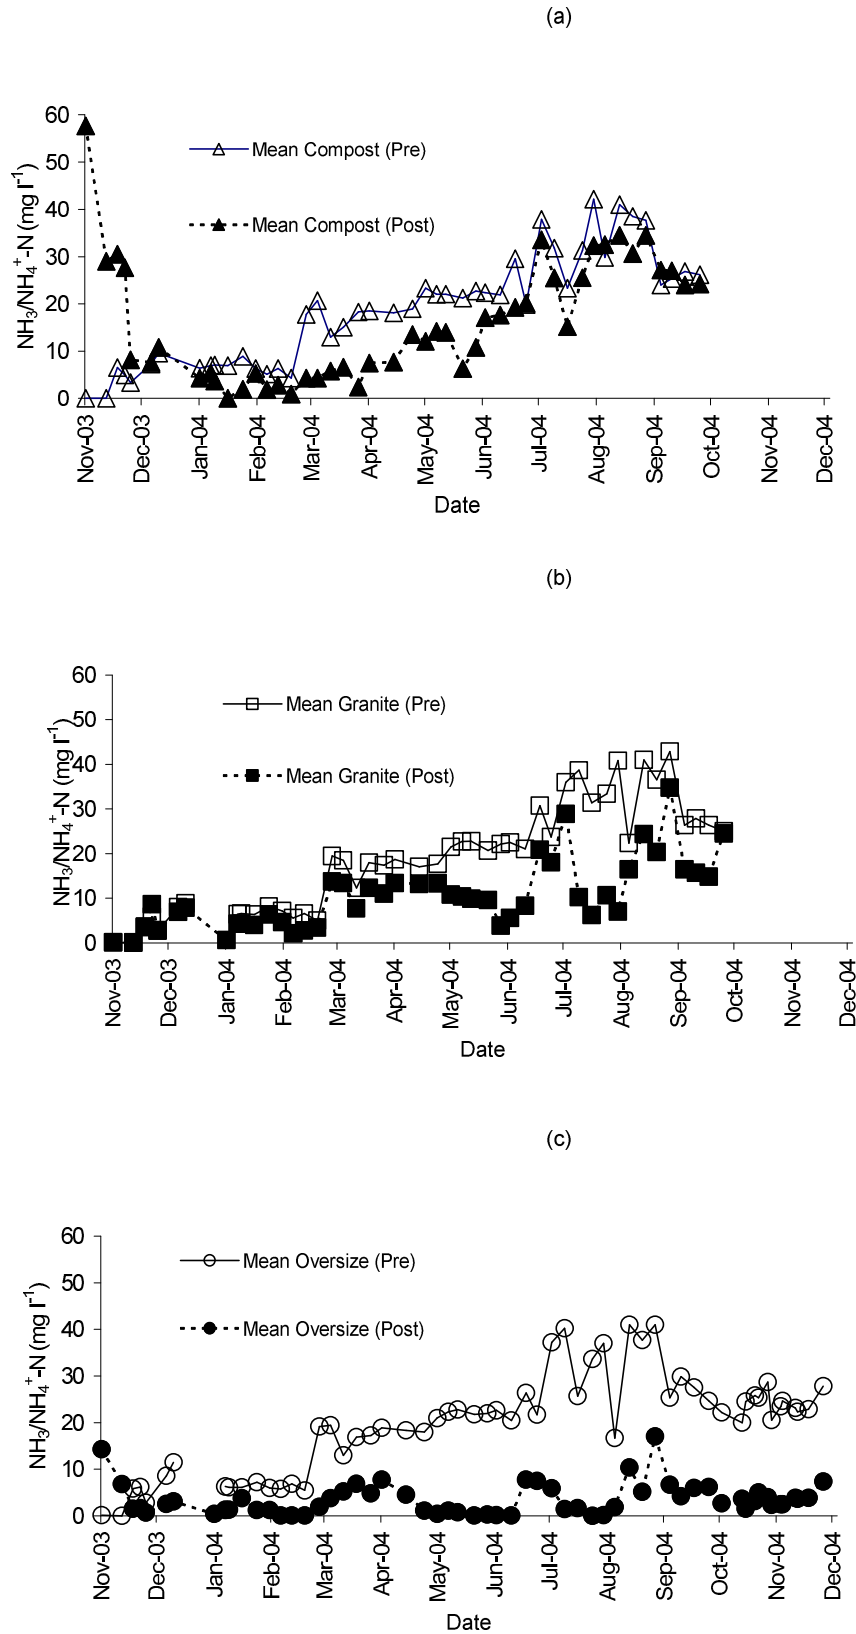 (a)
60
50
40
30
20
10
0
NH₃/NH₄⁺-N (mg l⁻¹)
Mean Compost (Pre)
Mean Compost (Post)
Nov-03
Dec-03
Jan-04
Feb-04
Mar-04
Apr-04
May-04
Jun-04
Jul-04
Aug-04
Sep-04
Oct-04
Nov-04
Dec-04
Date
(b)
60
50
40
30
20
10
0
NH₃/NH₄⁺-N (mg l⁻¹)
Mean Granite (Pre)
Mean Granite (Post)
Nov-03
Dec-03
Jan-04
Feb-04
Mar-04
Apr-04
May-04
Jun-04
Jul-04
Aug-04
Sep-04
Oct-04
Nov-04
Dec-04
Date
(c)
60
50
40
30
20
10
0
NH₃/NH₄⁺-N (mg l⁻¹)
Mean Oversize (Pre)
Mean Oversize (Post)
Nov-03
Dec-03
Jan-04
Feb-04
Mar-04
Apr-04
May-04
Jun-04
Jul-04
Aug-04
Sep-04
Oct-04
Nov-04
Dec-04
Date